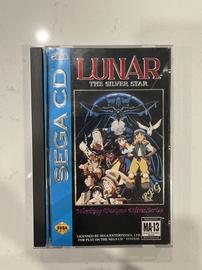 SEGA CD
LUNAR
THE SILVER STAR
RPG
Working Designs
Series
SEGA
LICENSED BY SEGA ENTERPRISES, LTD.
FOR PLAY ON THE SEGA CD™ SYSTEM.
MA-13